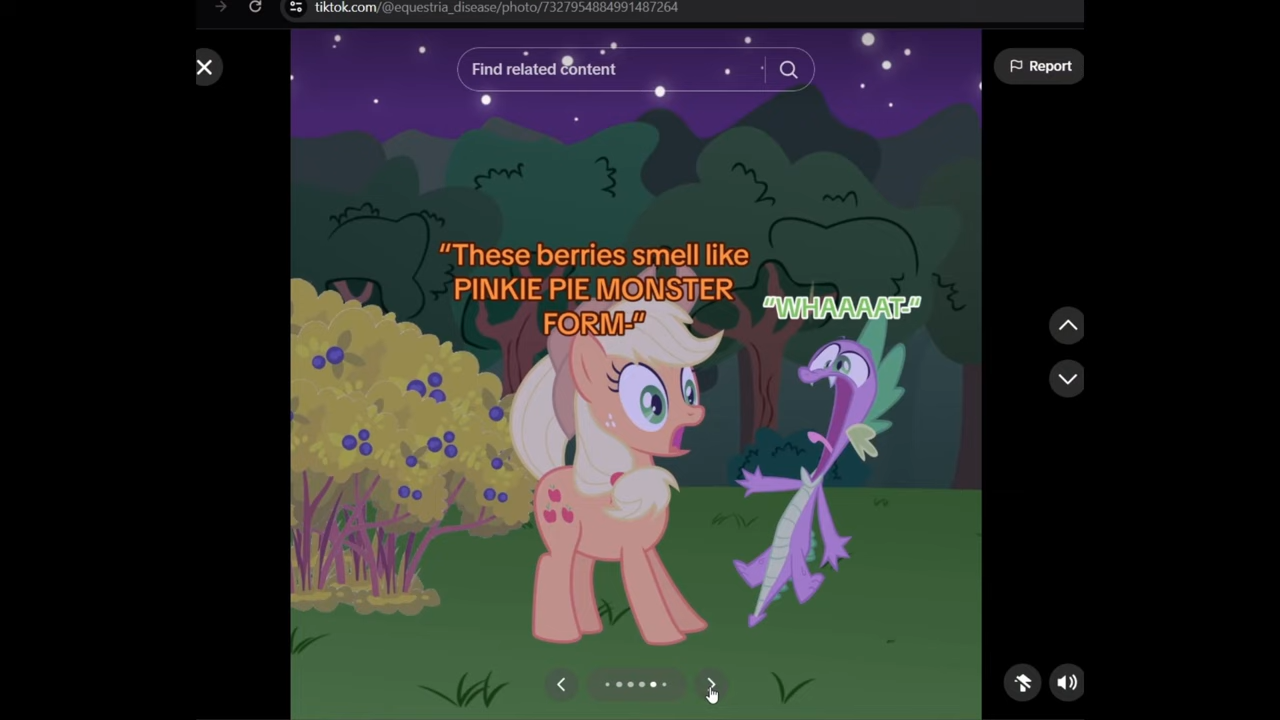 tiktok.com/@equestria_disease/photo/7327954884991487264
Find related content
Report
“These berries smell like
PINKIE PIE MONSTER
FORM-“
“WHAAAAT-“